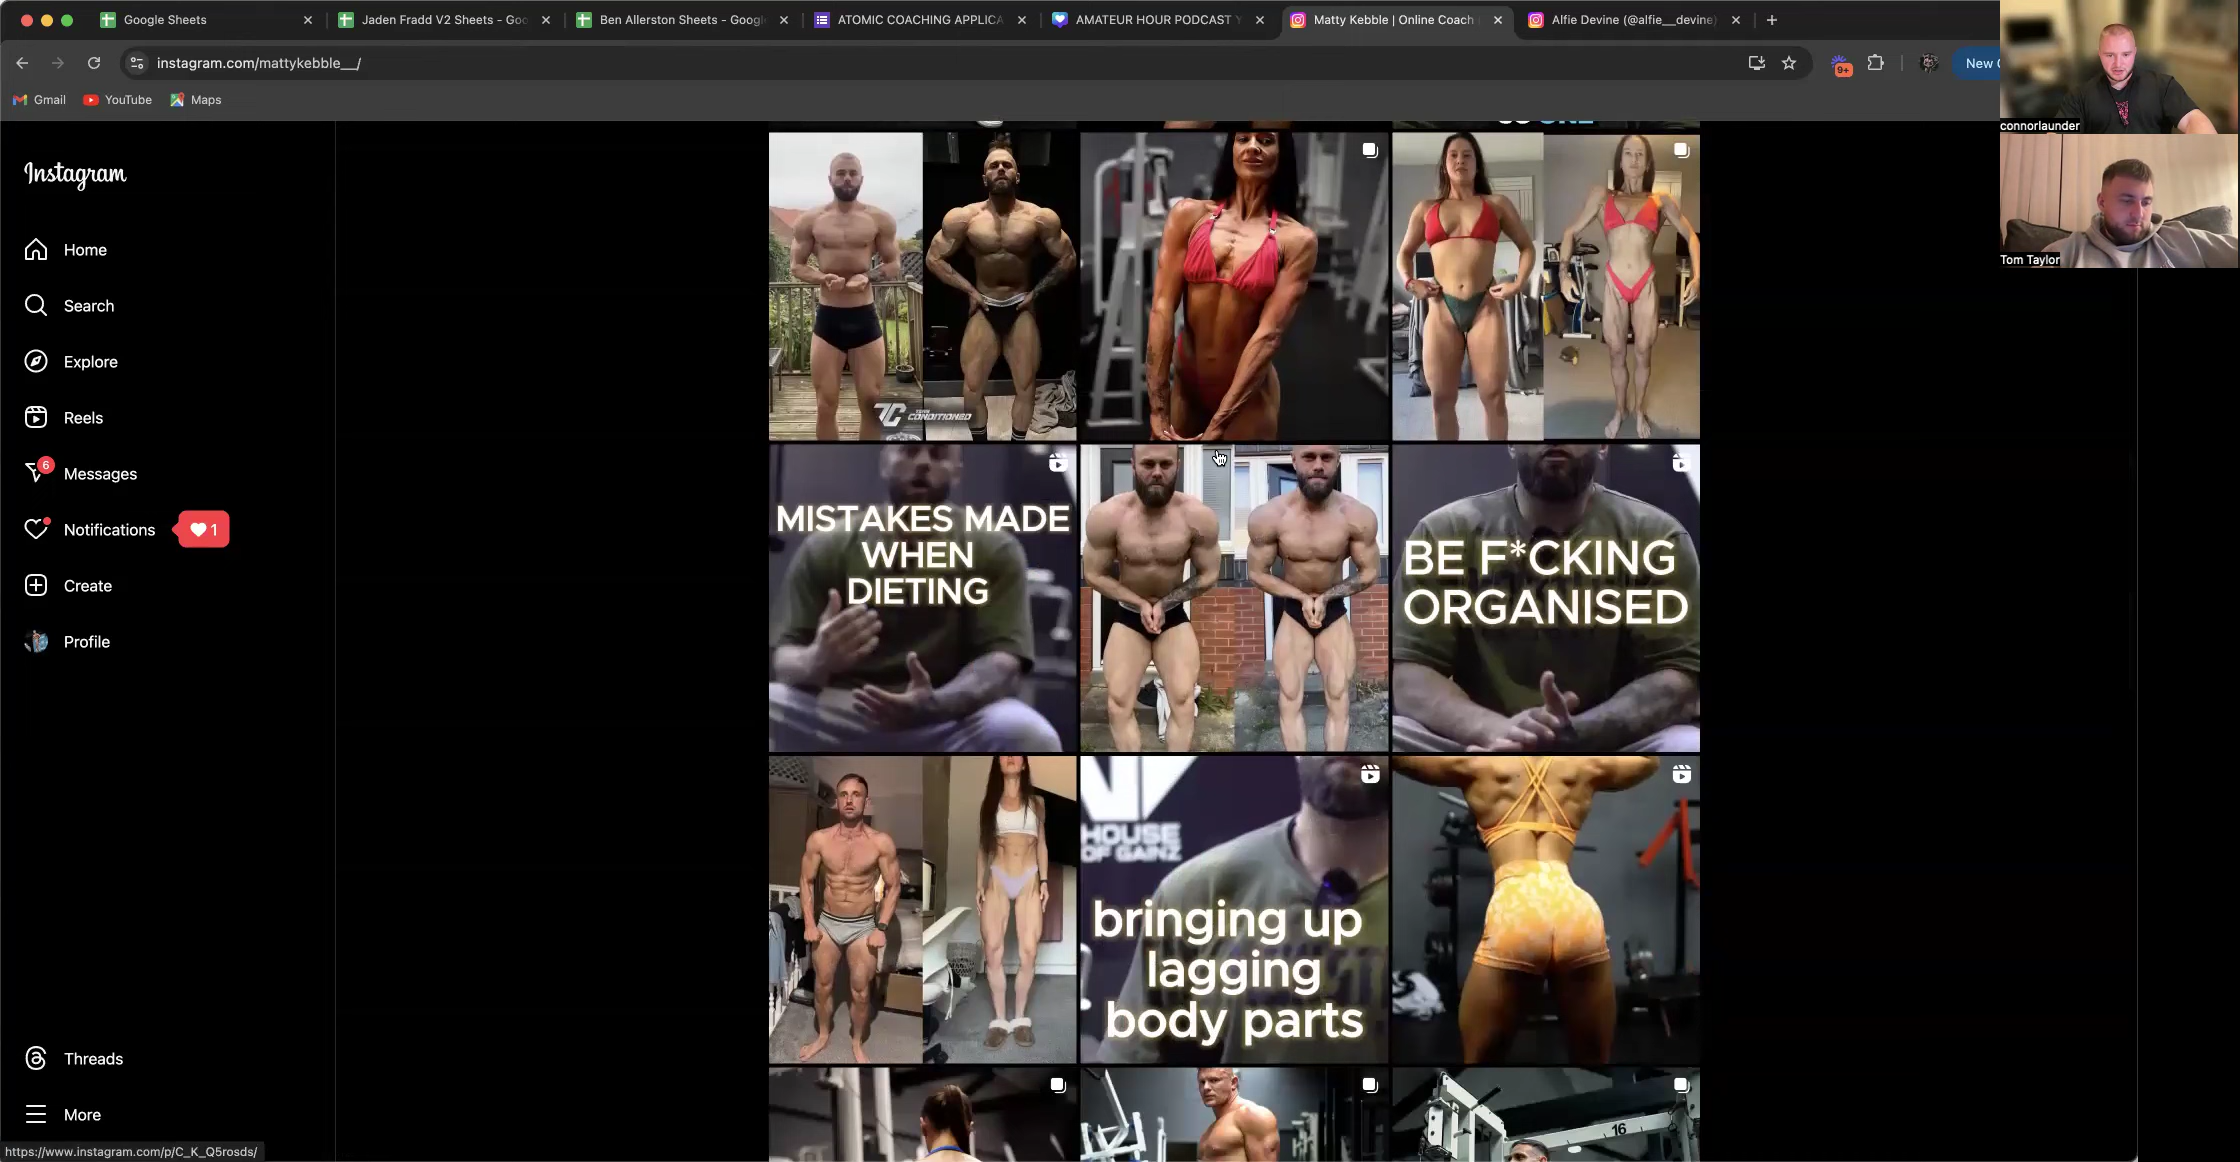 Google Sheets
Jaden Fradd V2 Sheets - Goo
Ben Allerston Sheets - Googl
ATOMIC COACHING APPLICA
AMATEUR HOUR PODCAST
Matty Kebble | Online Coach
Alfie Devine (@alfie__devine)
instagram.com/mattykebble__/
9+
New
Gmail
YouTube
Maps
connorlaunder
Tom Taylor
Instagram
Home
Search
Explore
Reels
6
Messages
Notifications
1
Create
Profile
Threads
More
TEAM
CONDITIONED
MISTAKES MADE
WHEN
DIETING
BE F*CKING
ORGANISED
HOUSE
OF GAINZ
bringing up
lagging
body parts
16
https://www.instagram.com/p/C_K_Q5rosds/